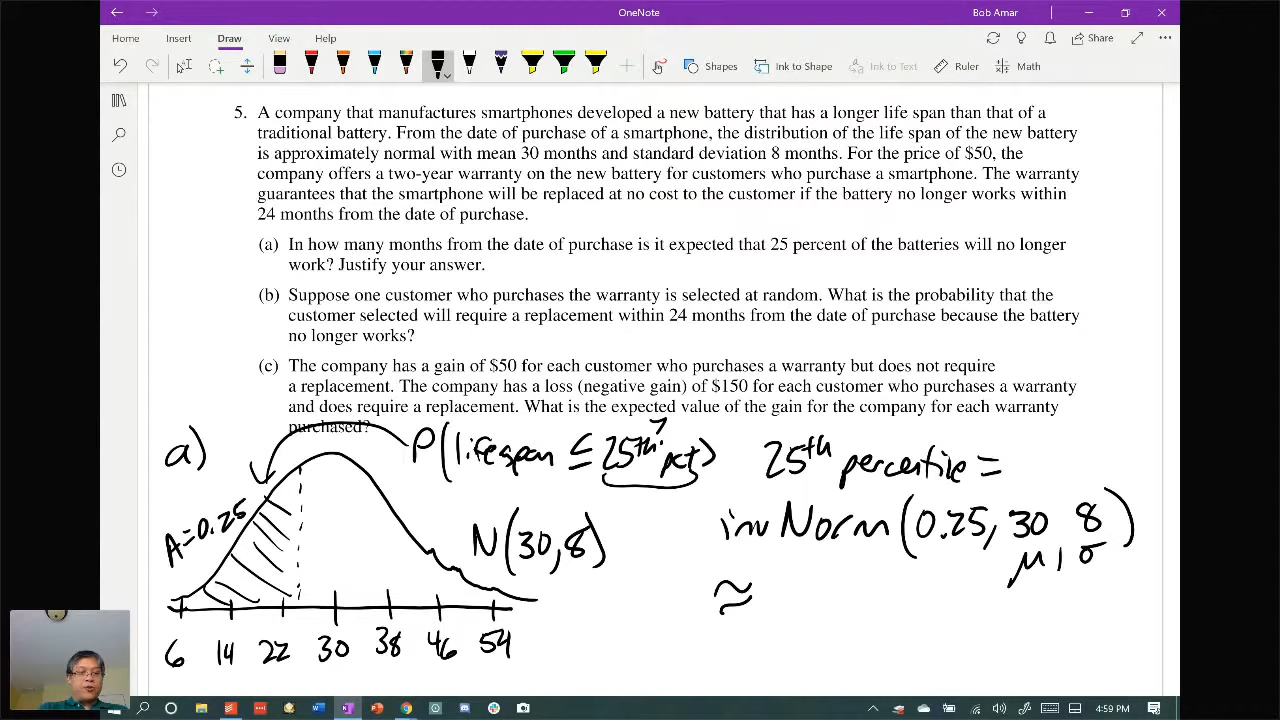 OneNote
Bob Amar
Home Insert Draw View Help
Share
Shapes Ink to Shape Ink to Text Ruler Math
5. A company that manufactures smartphones developed a new battery that has a longer life span than that of a
traditional battery. From the date of purchase of a smartphone, the distribution of the life span of the new battery
is approximately normal with mean 30 months and standard deviation 8 months. For the price of $50, the
company offers a two-year warranty on the new battery for customers who purchase a smartphone. The warranty
guarantees that the smartphone will be replaced at no cost to the customer if the battery no longer works within
24 months from the date of purchase.
(a) In how many months from the date of purchase is it expected that 25 percent of the batteries will no longer
work? Justify your answer.
(b) Suppose one customer who purchases the warranty is selected at random. What is the probability that the
customer selected will require a replacement within 24 months from the date of purchase because the battery
no longer works?
(c) The company has a gain of $50 for each customer who purchases a warranty but does not require
a replacement. The company has a loss (negative gain) of $150 for each customer who purchases a warranty
and does require a replacement. What is the expected value of the gain for the company for each warranty
purchased?
a) P(lifespan ≤ 25th pct) 25th percentile =
A=0.25 N(30,8) invNorm(0.25, 30 8)
μ, σ
≈
6 14 22 30 38 46 54
4:59 PM